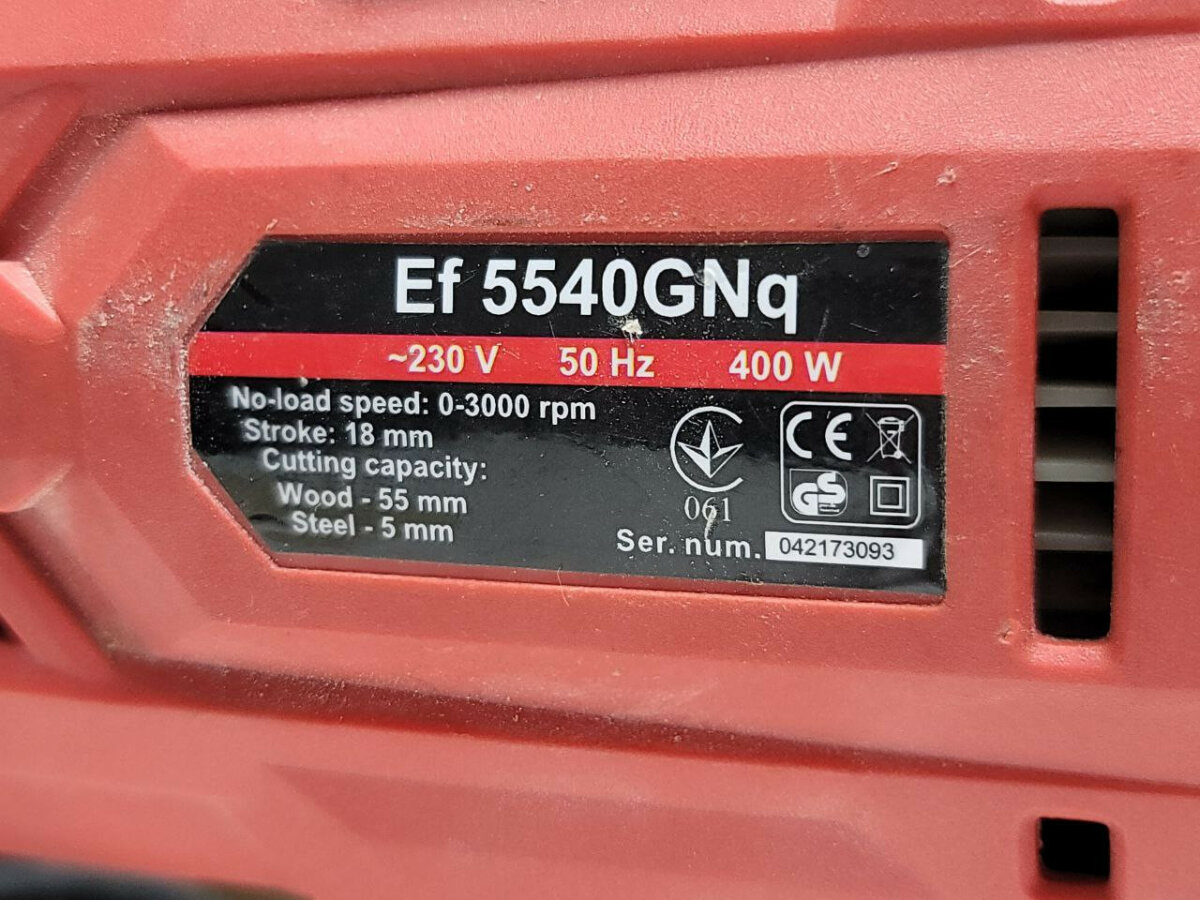 Ef 5540GNq
~230 V 50 Hz 400 W
No-load speed: 0-3000 rpm
Stroke: 18 mm
Cutting capacity:
Wood - 55 mm
Steel - 5 mm
061
CE
GS
Ser. num. 042173093